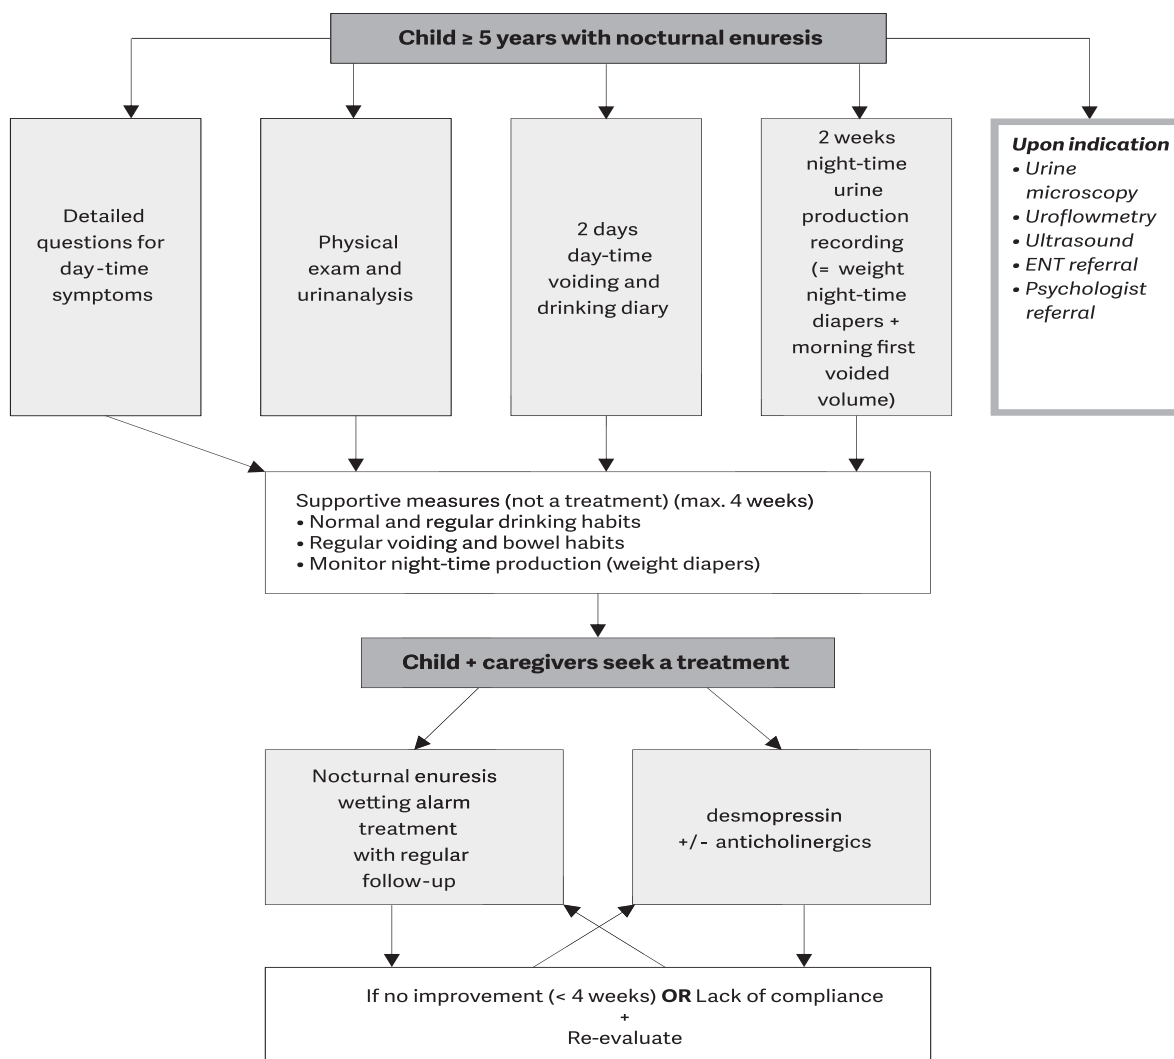 Child ≥ 5 years with nocturnal enuresis
Detailed
questions for
day-time
symptoms
Physical
exam and
urinanalysis
2 days
day-time
voiding and
drinking diary
2 weeks
night-time
urine
production
recording
(= weight
night-time
diapers +
morning first
voided
volume)
Upon indication
• Urine
microscopy
• Uroflowmetry
• Ultrasound
• ENT referral
• Psychologist
referral
Supportive measures (not a treatment) (max. 4 weeks)
• Normal and regular drinking habits
• Regular voiding and bowel habits
• Monitor night-time production (weight diapers)
Child + caregivers seek a treatment
Nocturnal enuresis
wetting alarm
treatment
with regular
follow-up
desmopressin
+/- anticholinergics
If no improvement (< 4 weeks) OR Lack of compliance
+
Re-evaluate